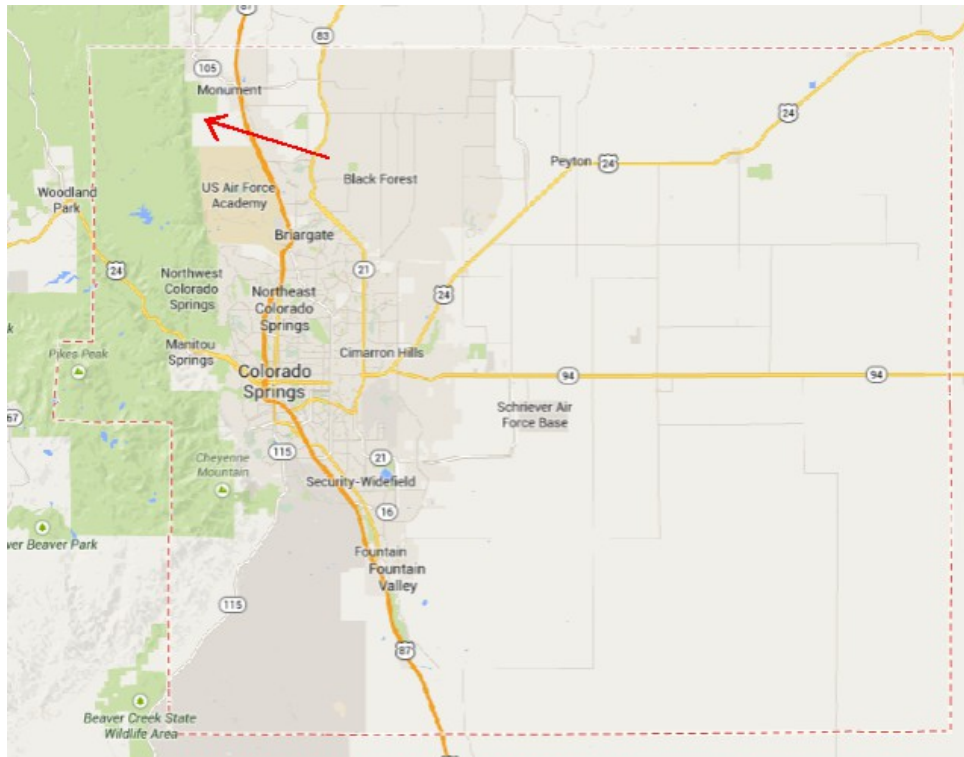 87
83
105
Monument
24
Peyton
24
Black Forest
US Air Force
Academy
Woodland
Park
Briargate
24
21
Northwest
Colorado
Springs
24
Northeast
Colorado
Springs
Manitou
Springs
Pikes Peak
Cimarron Hills
Colorado
Springs
94
94
67
Schriever Air
Force Base
115
21
Cheyenne
Mountain
Security-Widefield
16
ver Beaver Park
Fountain
Fountain
Valley
115
87
Beaver Creek State
Wildlife Area